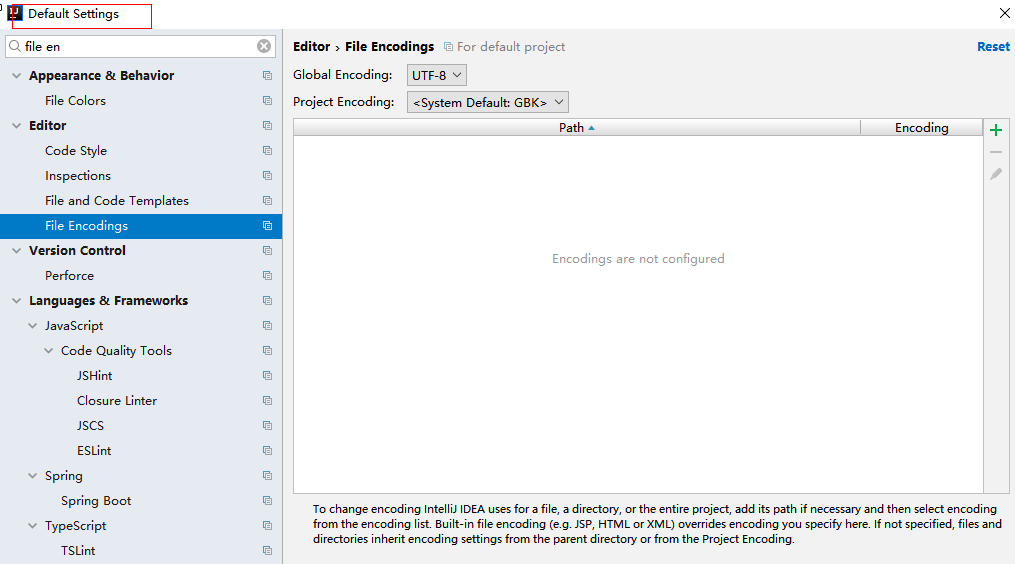 Default Settings
file en
Appearance & Behavior
File Colors
Editor
Code Style
Inspections
File and Code Templates
File Encodings
Version Control
Perforce
Languages & Frameworks
JavaScript
Code Quality Tools
JSHint
Closure Linter
JSCS
ESLint
Spring
Spring Boot
TypeScript
TSLint
Editor › File Encodings For default project
Reset
Global Encoding: UTF-8
Project Encoding: <System Default: GBK>
Path Encoding
Encodings are not configured
To change encoding IntelliJ IDEA uses for a file, a directory, or the entire project, add its path if necessary and then select encoding
from the encoding list. Built-in file encoding (e.g. JSP, HTML or XML) overrides encoding you specify here. If not specified, files and
directories inherit encoding settings from the parent directory or from the Project Encoding.